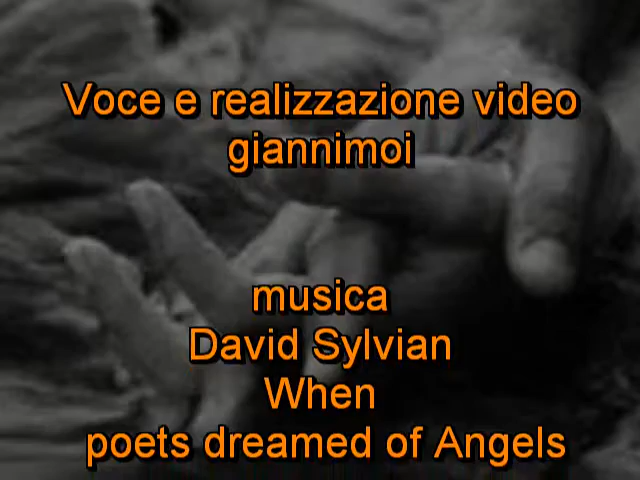 Voce e realizzazione video
giannimoi
musica
David Sylvian
When
poets dreamed of Angels